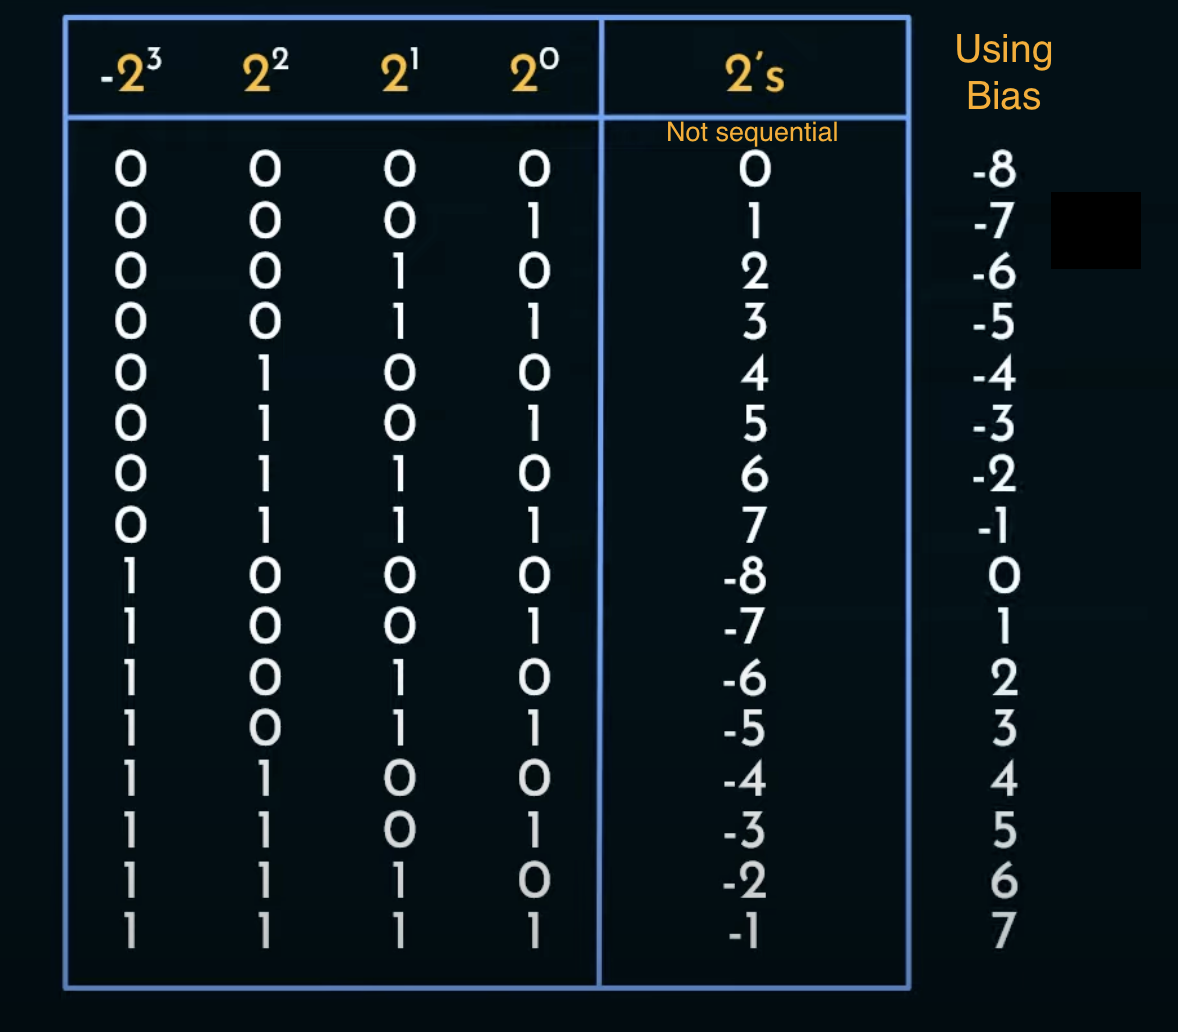 -2³ 2² 2¹ 2⁰ 2's Using Bias
Not sequential
0 0 0 0 0 -8
0 0 0 1 1 -7
0 0 1 0 2 -6
0 0 1 1 3 -5
0 1 0 0 4 -4
0 1 0 1 5 -3
0 1 1 0 6 -2
0 1 1 1 7 -1
1 0 0 0 -8 0
1 0 0 1 -7 1
1 0 1 0 -6 2
1 0 1 1 -5 3
1 1 0 0 -4 4
1 1 0 1 -3 5
1 1 1 0 -2 6
1 1 1 1 -1 7